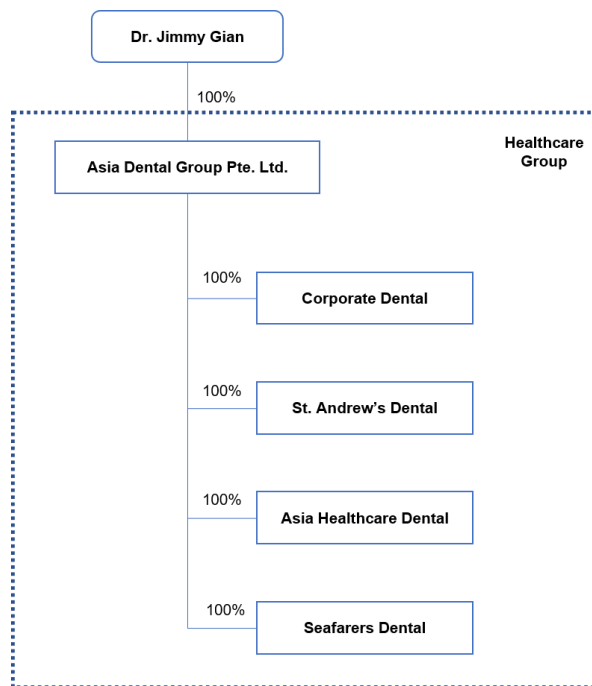 Dr. Jimmy Gian
100%
Healthcare
Group
Asia Dental Group Pte. Ltd.
100%
Corporate Dental
100%
St. Andrew’s Dental
100%
Asia Healthcare Dental
100%
Seafarers Dental